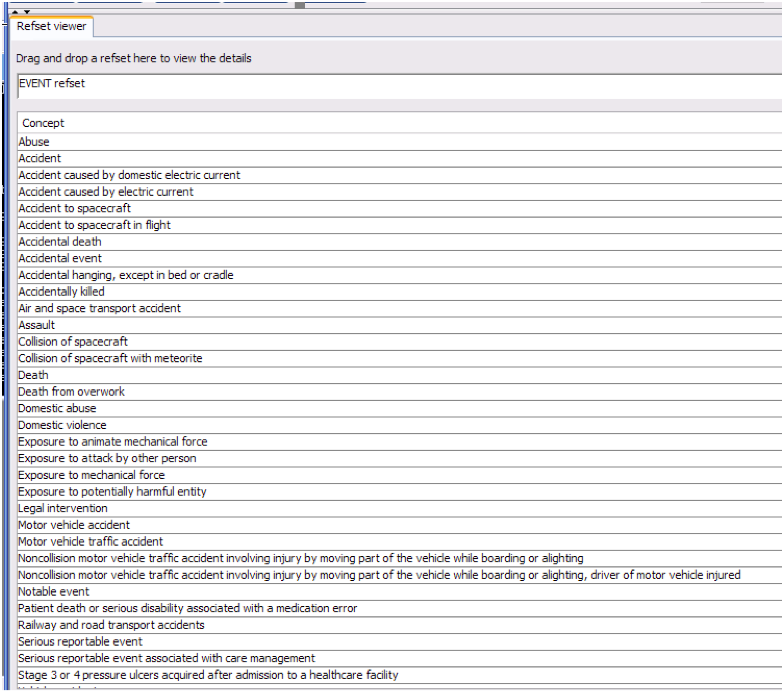 Refset viewer
Drag and drop a refset here to view the details
EVENT refset
Concept
Abuse
Accident
Accident caused by domestic electric current
Accident caused by electric current
Accident to spacecraft
Accident to spacecraft in flight
Accidental death
Accidental event
Accidental hanging, except in bed or cradle
Accidentally killed
Air and space transport accident
Assault
Collision of spacecraft
Collision of spacecraft with meteorite
Death
Death from overwork
Domestic abuse
Domestic violence
Exposure to animate mechanical force
Exposure to attack by other person
Exposure to mechanical force
Exposure to potentially harmful entity
Legal intervention
Motor vehicle accident
Motor vehicle traffic accident
Noncollision motor vehicle traffic accident involving injury by moving part of the vehicle while boarding or alighting
Noncollision motor vehicle traffic accident involving injury by moving part of the vehicle while boarding or alighting, driver of motor vehicle injured
Notable event
Patient death or serious disability associated with a medication error
Railway and road transport accidents
Serious reportable event
Serious reportable event associated with care management
Stage 3 or 4 pressure ulcers acquired after admission to a healthcare facility